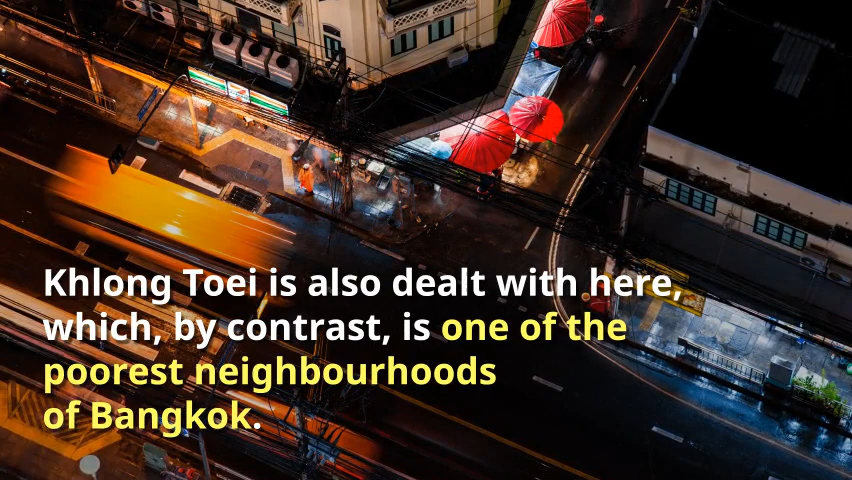 Khlong Toei is also dealt with here,
which, by contrast, is one of the
poorest neighbourhoods
of Bangkok.